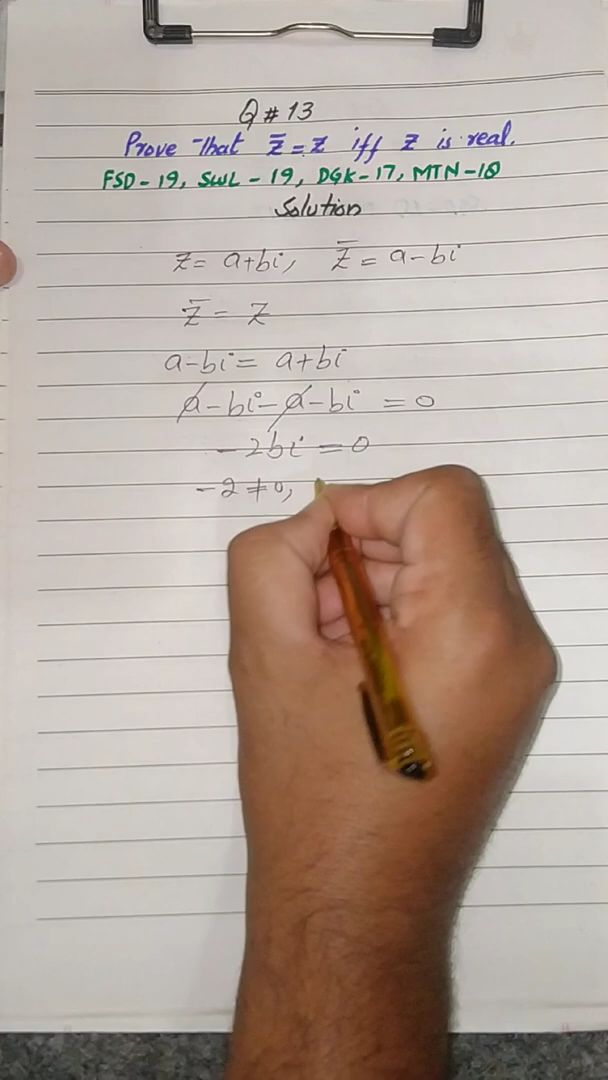 Q # 13
Prove that z̄ = z iff z is real.
FSD-19, SWL-19, DGK-17, MTN-18
Solution
z = a+bi, z̄ = a-bi
z̄ = z
a-bi = a+bi
a-bi-a-bi = 0
-2bi = 0
-2≠0,